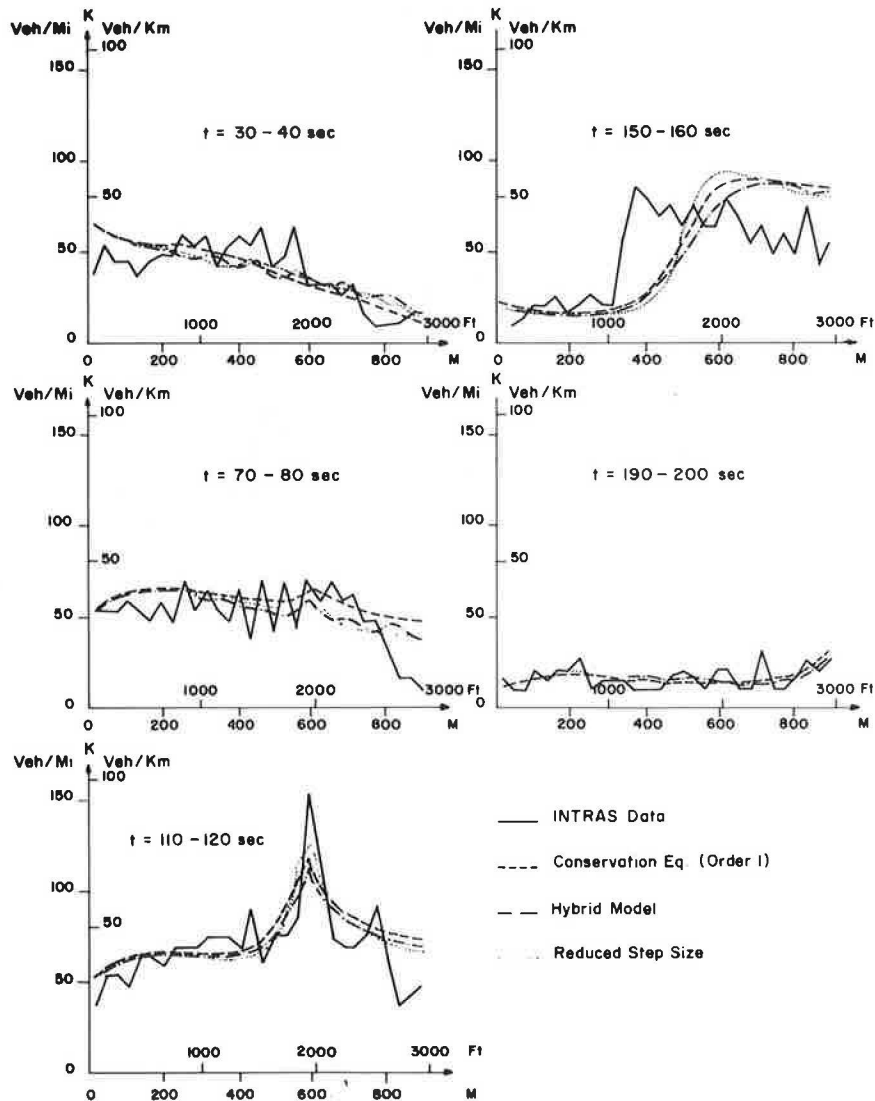 K
Veh/Mi Veh/Km
100
150
t = 30 - 40 sec
100
50
50
1000 2000 3000 Ft
0
0 200 400 600 800 M
K
Veh/Mi Veh/Km
100
150
t = 150 - 160 sec
100
50
50
1000 2000 3000 Ft
0
200 400 600 800 M
K
Veh/Mi Veh/Km
100
150
t = 70 - 80 sec
100
50
50
1000 2000 3000 Ft
0
0 200 400 600 800 M
K
Veh/Mi Veh/Km
100
150
t = 190 - 200 sec
100
50
50
1000 2000 3000 Ft
0
200 400 600 800 M
K
Veh/Mi Veh/Km
100
150
t = 110 - 120 sec
100
50
50
1000 2000 3000 Ft
0
0 200 400 600 800 M
INTRAS Data
Conservation Eq. (Order 1)
Hybrid Model
Reduced Step Size